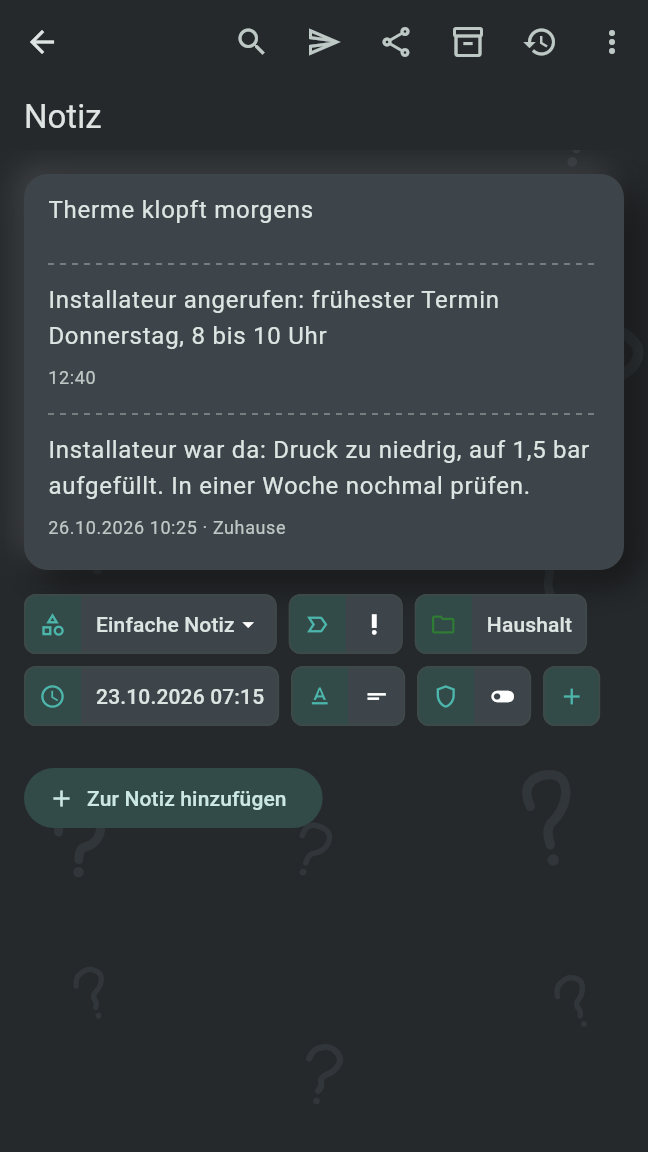 Notiz
Therme klopft morgens
Installateur angerufen: frühester Termin
Donnerstag, 8 bis 10 Uhr
12:40
Installateur war da: Druck zu niedrig, auf 1,5 bar
aufgefüllt. In einer Woche nochmal prüfen.
26.10.2026 10:25 · Zuhause
Einfache Notiz
Haushalt
23.10.2026 07:15
Zur Notiz hinzufügen